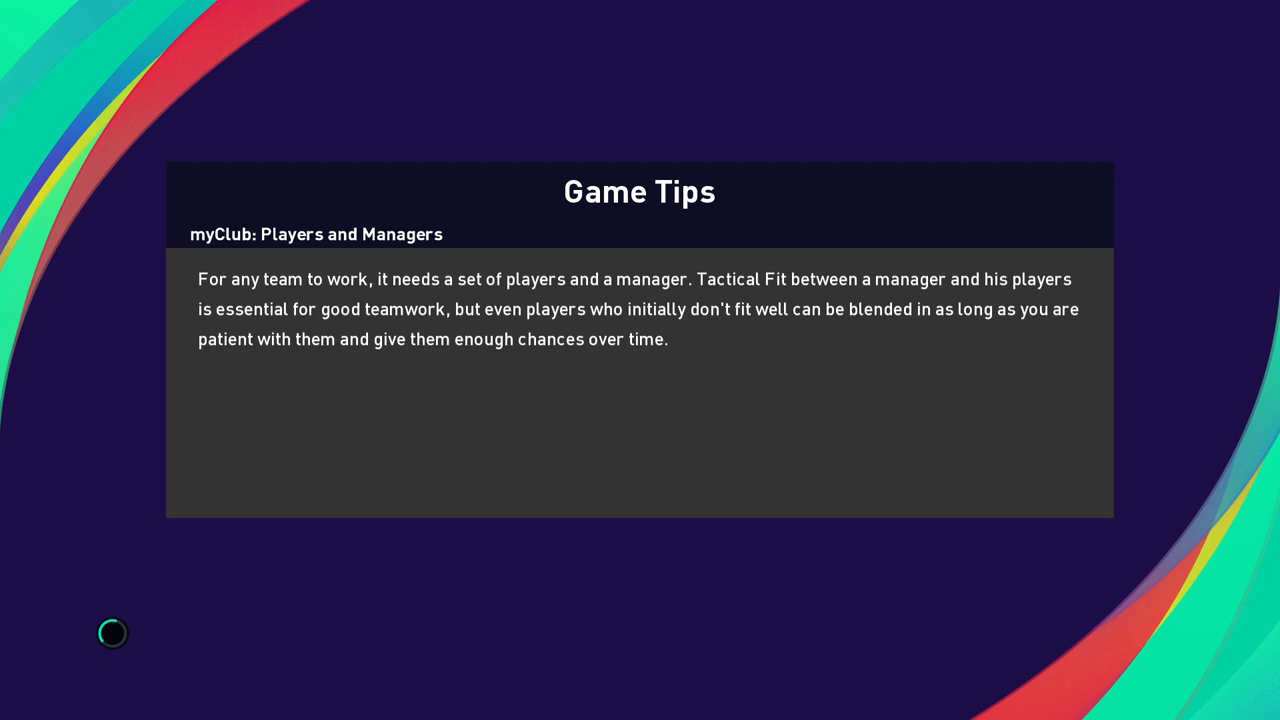 Game Tips
myClub: Players and Managers
For any team to work, it needs a set of players and a manager. Tactical Fit between a manager and his players
is essential for good teamwork, but even players who initially don't fit well can be blended in as long as you are
patient with them and give them enough chances over time.